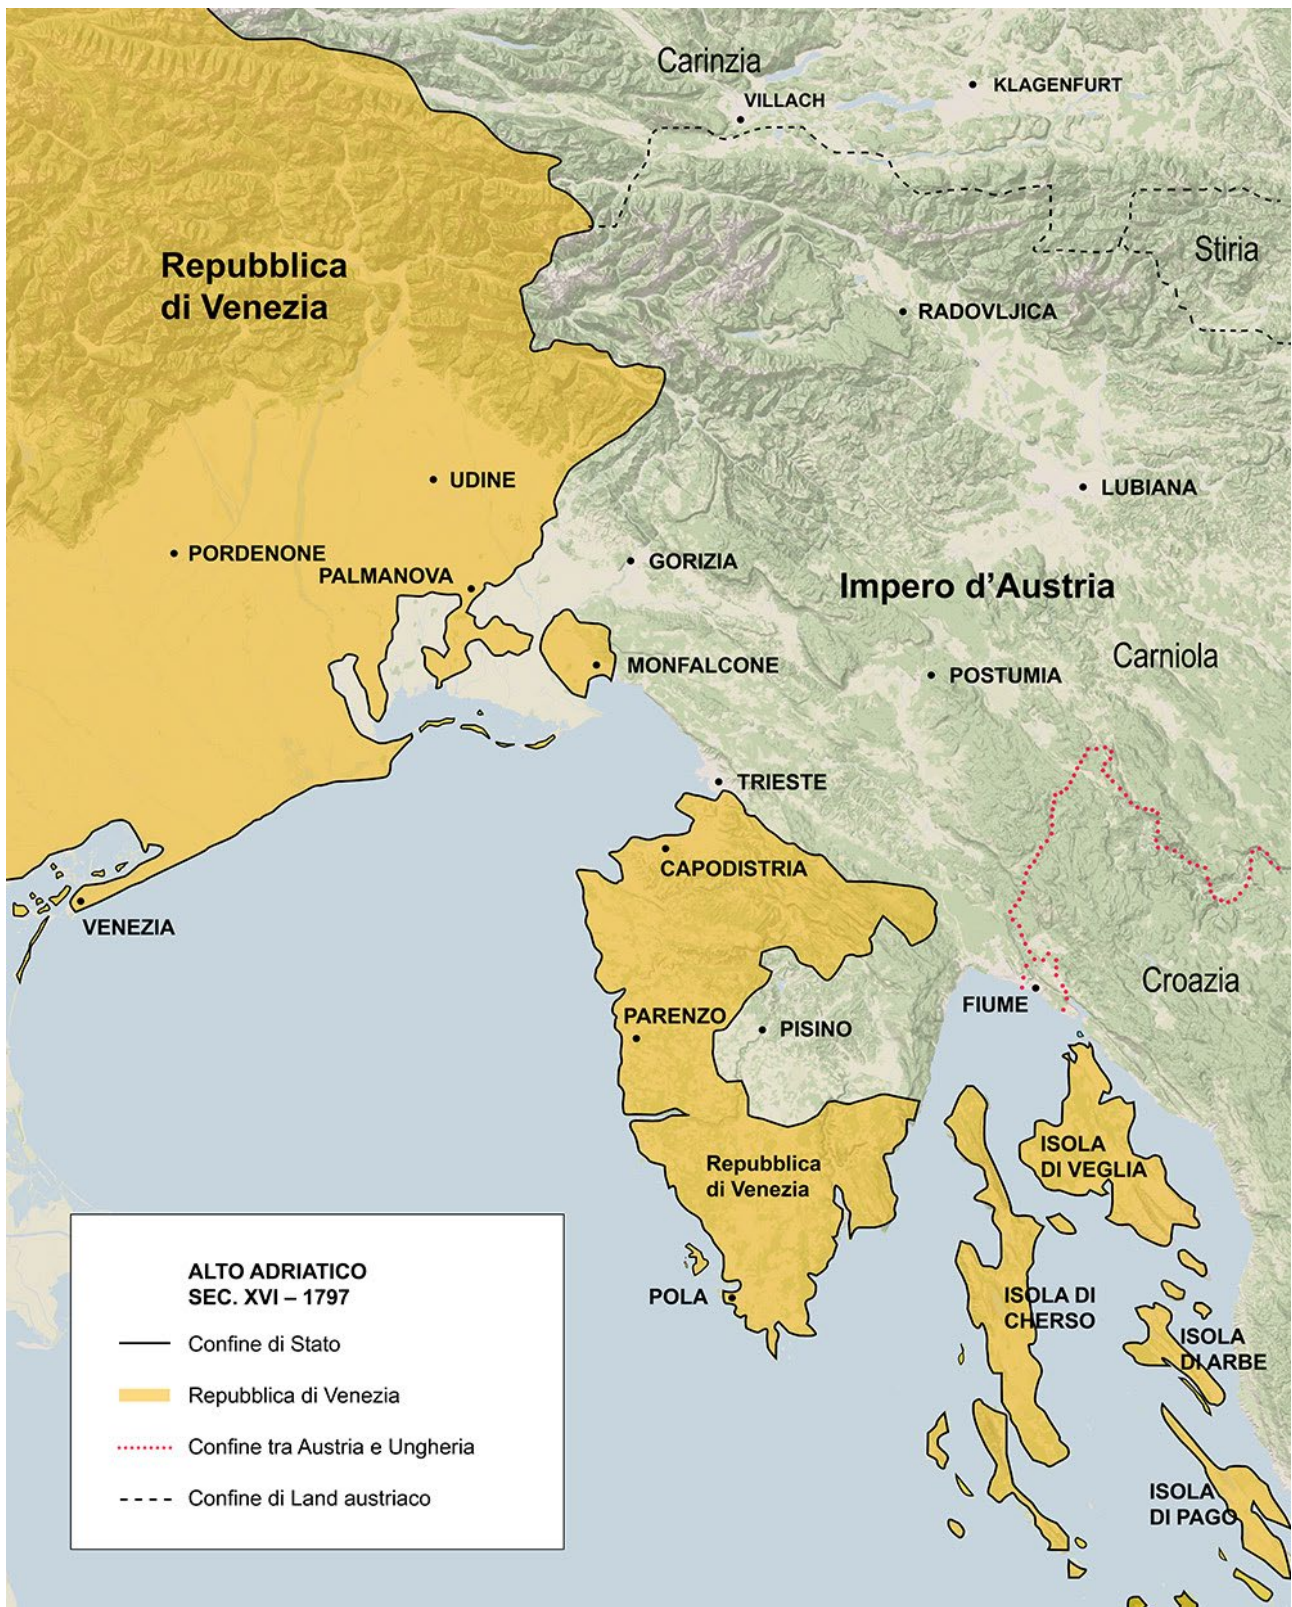 Carinzia
KLAGENFURT
VILLACH
Stiria
Repubblica
di Venezia
RADOVLJICA
UDINE
LUBIANA
PORDENONE
GORIZIA
PALMANOVA
Impero d’Austria
MONFALCONE
Carniola
POSTUMIA
TRIESTE
CAPODISTRIA
VENEZIA
Croazia
FIUME
PARENZO
PISINO
ISOLA
DI VEGLIA
Repubblica
di Venezia
POLA
ISOLA DI
CHERSO
ISOLA
DI ARBE
ISOLA
DI PAGO
ALTO ADRIATICO
SEC. XVI – 1797
Confine di Stato
Repubblica di Venezia
Confine tra Austria e Ungheria
Confine di Land austriaco